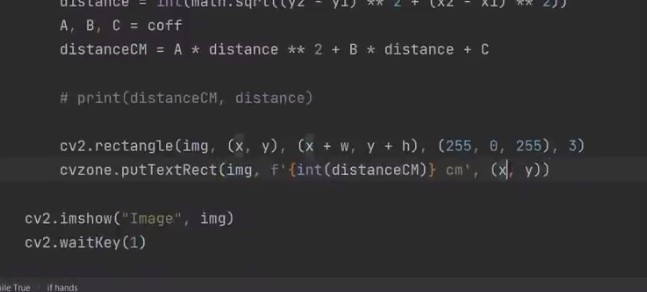 distance = int(math.sqrt((y2 - y1) ** 2 + (x2 - x1) ** 2))
A, B, C = coff
distanceCM = A * distance ** 2 + B * distance + C
# print(distanceCM, distance)
cv2.rectangle(img, (x, y), (x + w, y + h), (255, 0, 255), 3)
cvzone.putTextRect(img, f'{int(distanceCM)} cm', (x, y))
cv2.imshow("Image", img)
cv2.waitKey(1)
ile True if hands